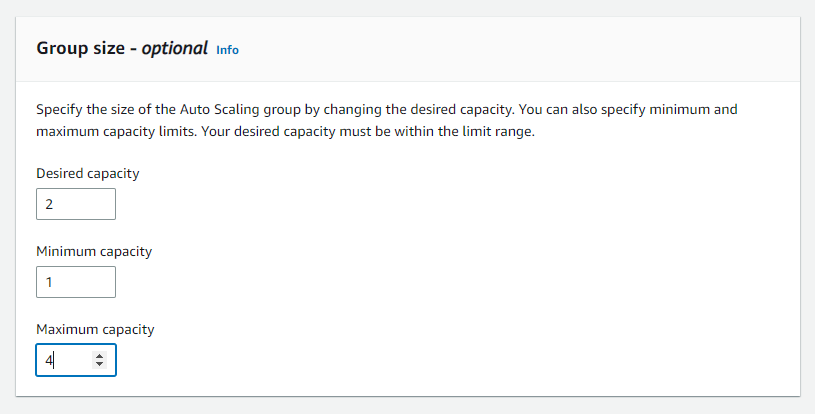 Group size - optional Info
Specify the size of the Auto Scaling group by changing the desired capacity. You can also specify minimum and
maximum capacity limits. Your desired capacity must be within the limit range.
Desired capacity
2
Minimum capacity
1
Maximum capacity
4